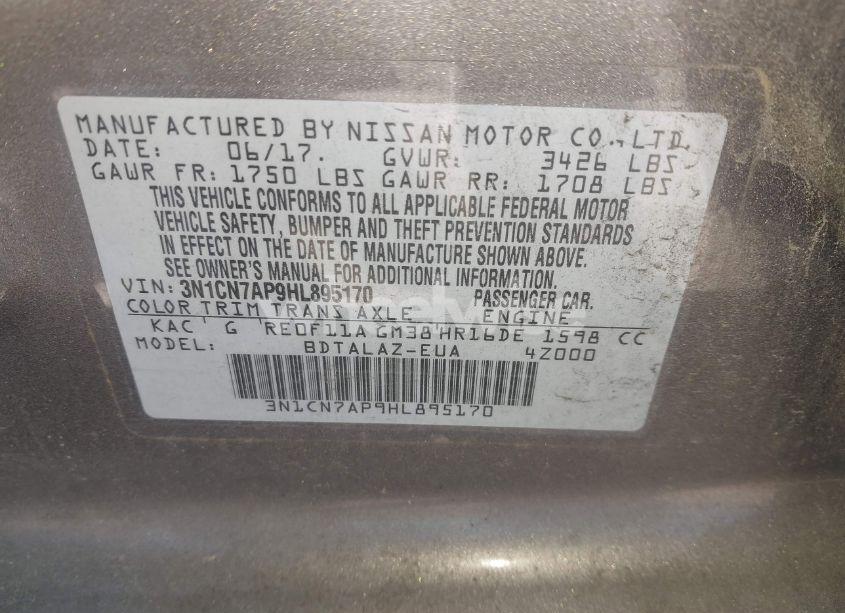 MANUFACTURED BY NISSAN MOTOR CO., LTD.
DATE: 06/17. GVWR: 3426 LBS
GAWR FR: 1750 LBS GAWR RR: 1708 LBS
THIS VEHICLE CONFORMS TO ALL APPLICABLE FEDERAL MOTOR
VEHICLE SAFETY, BUMPER AND THEFT PREVENTION STANDARDS
IN EFFECT ON THE DATE OF MANUFACTURE SHOWN ABOVE.
SEE OWNER'S MANUAL FOR ADDITIONAL INFORMATION.
VIN: 3N1CN7AP9HL895170 PASSENGER CAR.
COLOR TRIM TRANS AXLE ENGINE
KAC G RE0F11A GM38 HR16DE 1598 CC
MODEL: BDTALAZ-EUA 4Z000
3N1CN7AP9HL895170